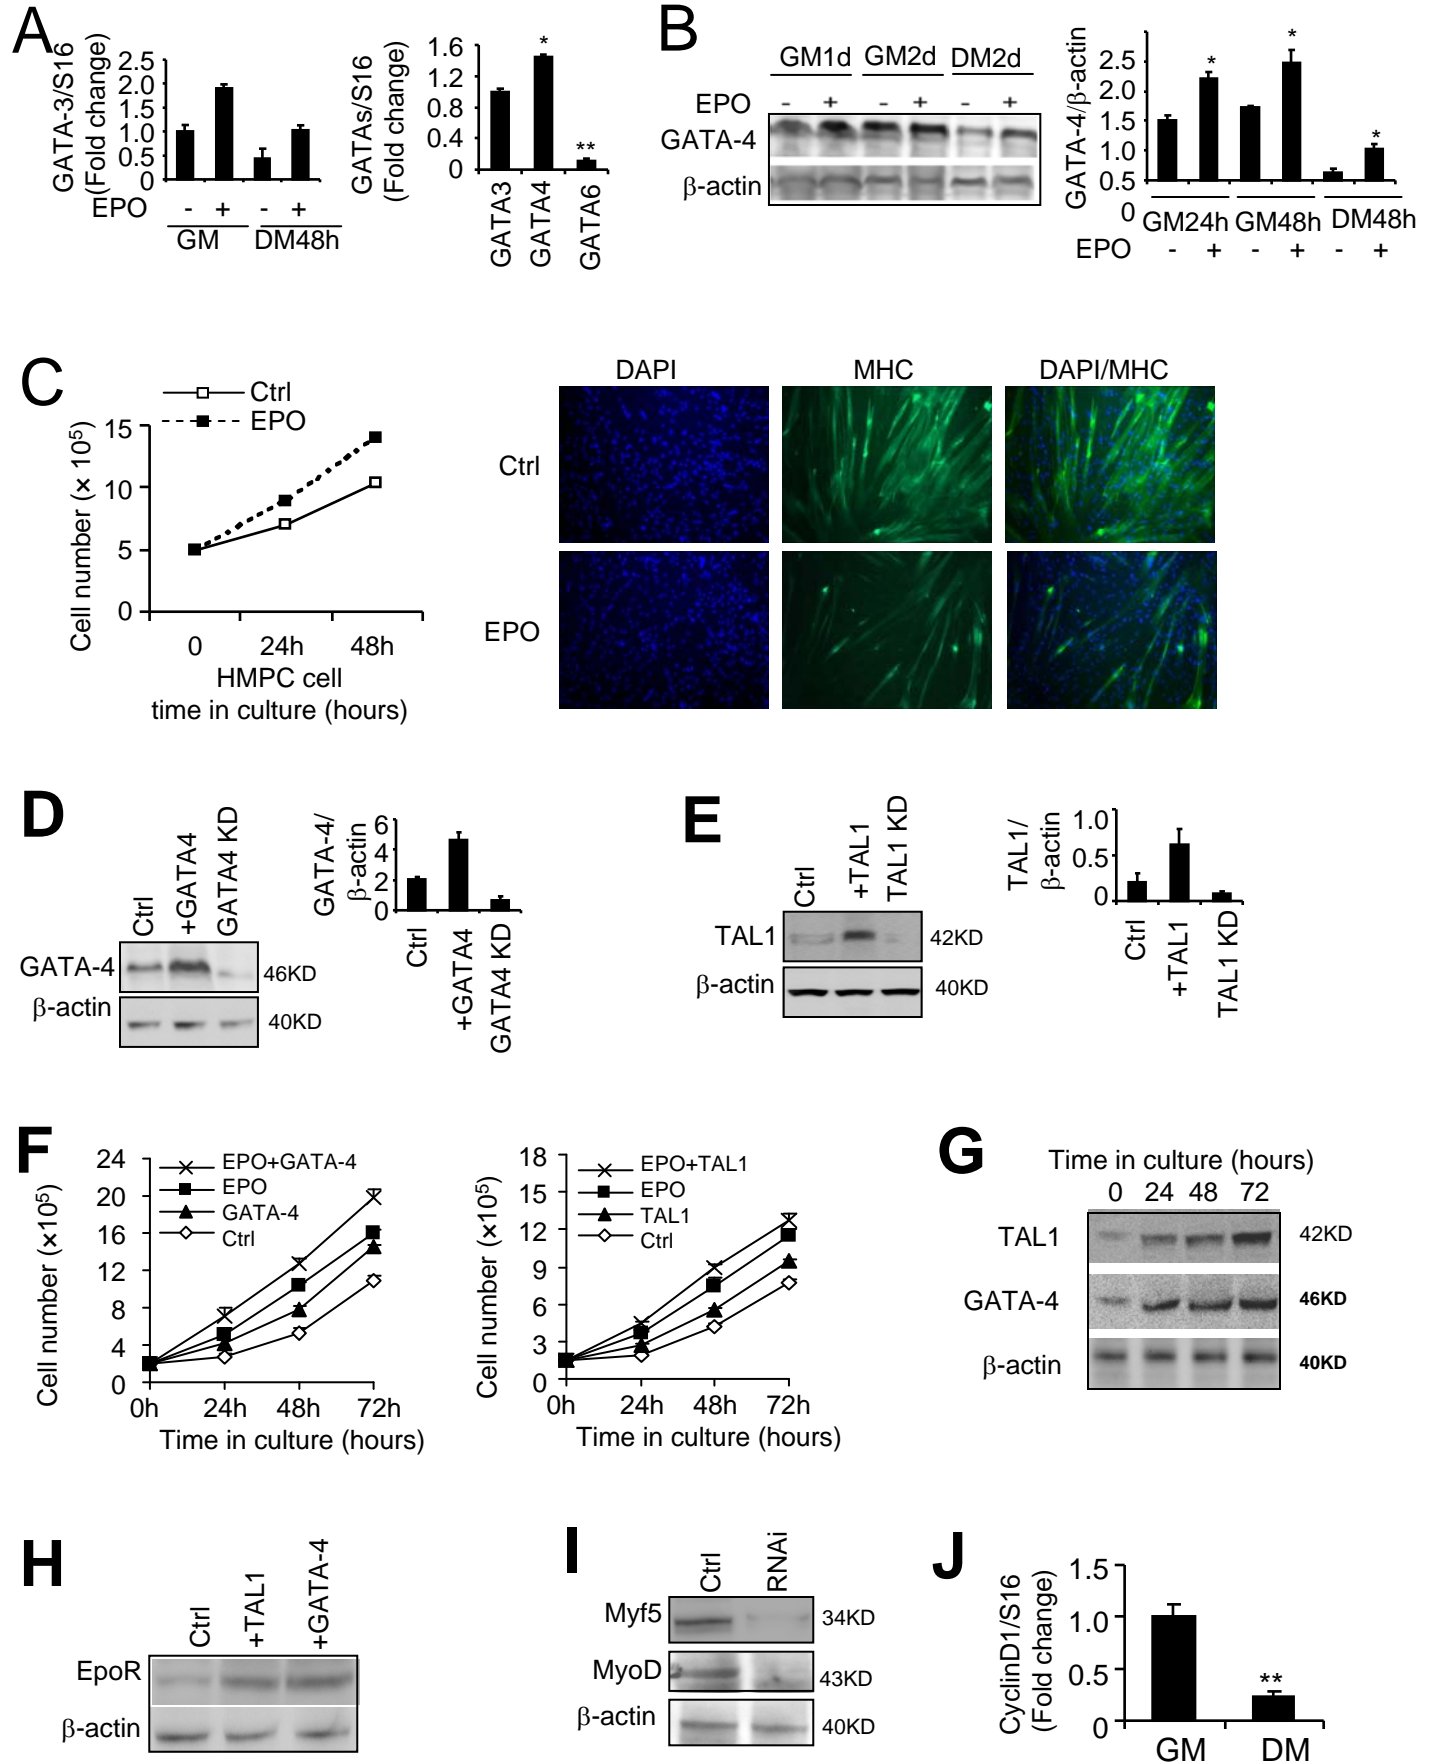 A
GATA-3/S16
(Fold change)
2.5
2.0
1.5
1.0
0.5
0
EPO - + - +
GM DM48h
GATAs/S16
(Fold change)
1.6
1.2
0.8
0.4
0
*
**
GATA3
GATA4
GATA6
B
GM1d GM2d DM2d
EPO - + - + - +
GATA-4
β-actin
GATA-4/β-actin
2.5
2.0
1.5
1.0
0.5
0
*
*
*
GM24h GM48h DM48h
EPO - + - + - +
C
Ctrl
EPO
Cell number (× 10⁵)
15
10
5
0
0 24h 48h
HMPC cell
time in culture (hours)
DAPI MHC DAPI/MHC
Ctrl
EPO
D
Ctrl
+GATA4
GATA4 KD
GATA-4 46KD
β-actin 40KD
GATA-4/
β-actin
6
4
2
0
Ctrl
+GATA4
GATA4 KD
E
Ctrl
+TAL1
TAL1 KD
TAL1 42KD
β-actin 40KD
TAL1/
β-actin
1.0
0.5
0
Ctrl
+TAL1
TAL1 KD
F
Cell number (×10⁵)
24
20
16
12
8
4
0
EPO+GATA-4
EPO
GATA-4
Ctrl
0h 24h 48h 72h
Time in culture (hours)
Cell number (×10⁵)
18
15
12
9
6
3
0
EPO+TAL1
EPO
TAL1
Ctrl
0h 24h 48h 72h
Time in culture (hours)
G
Time in culture (hours)
0 24 48 72
TAL1 42KD
GATA-4 46KD
β-actin 40KD
H
Ctrl
+TAL1
+GATA-4
EpoR
β-actin
I
Ctrl
RNAi
Myf5 34KD
MyoD 43KD
β-actin 40KD
J
CyclinD1/S16
(Fold change)
1.5
1.0
0.5
0
**
GM DM